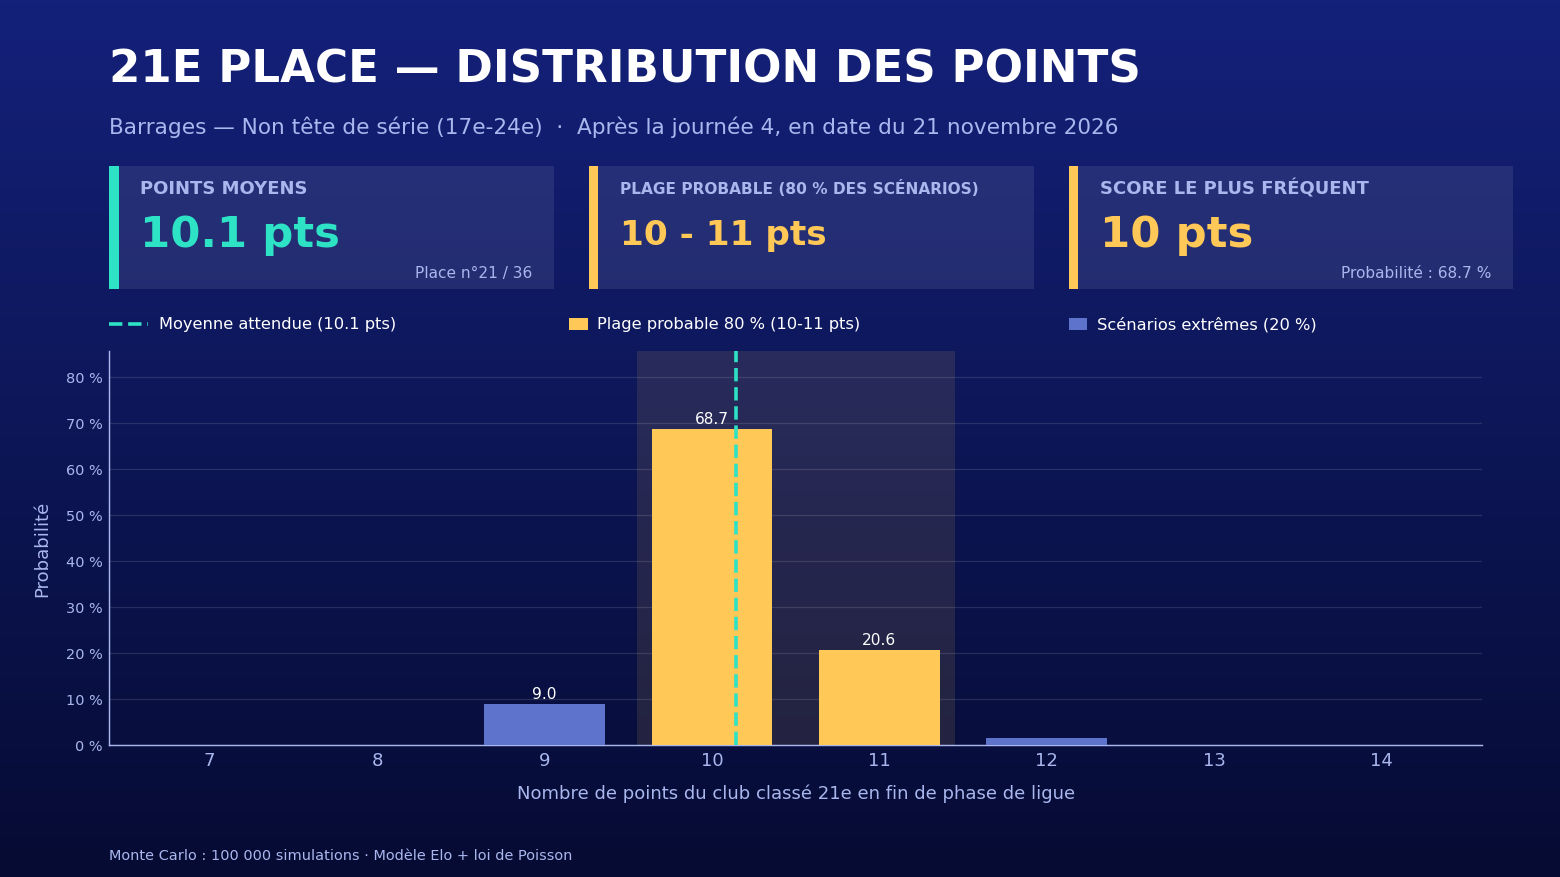 21E PLACE — DISTRIBUTION DES POINTS
Barrages — Non tête de série (17e-24e)  ·  Après la journée 4, en date du 21 novembre 2026
POINTS MOYENS
10.1 pts
Place n°21 / 36
PLAGE PROBABLE (80 % DES SCÉNARIOS)
10 - 11 pts
SCORE LE PLUS FRÉQUENT
10 pts
Probabilité : 68.7 %
Moyenne attendue (10.1 pts)
Plage probable 80 % (10-11 pts)
Scénarios extrêmes (20 %)
Probabilité
80 %
70 %
60 %
50 %
40 %
30 %
20 %
10 %
0 %
9.0
68.7
20.6
7 8 9 10 11 12 13 14
Nombre de points du club classé 21e en fin de phase de ligue
Monte Carlo : 100 000 simulations · Modèle Elo + loi de Poisson